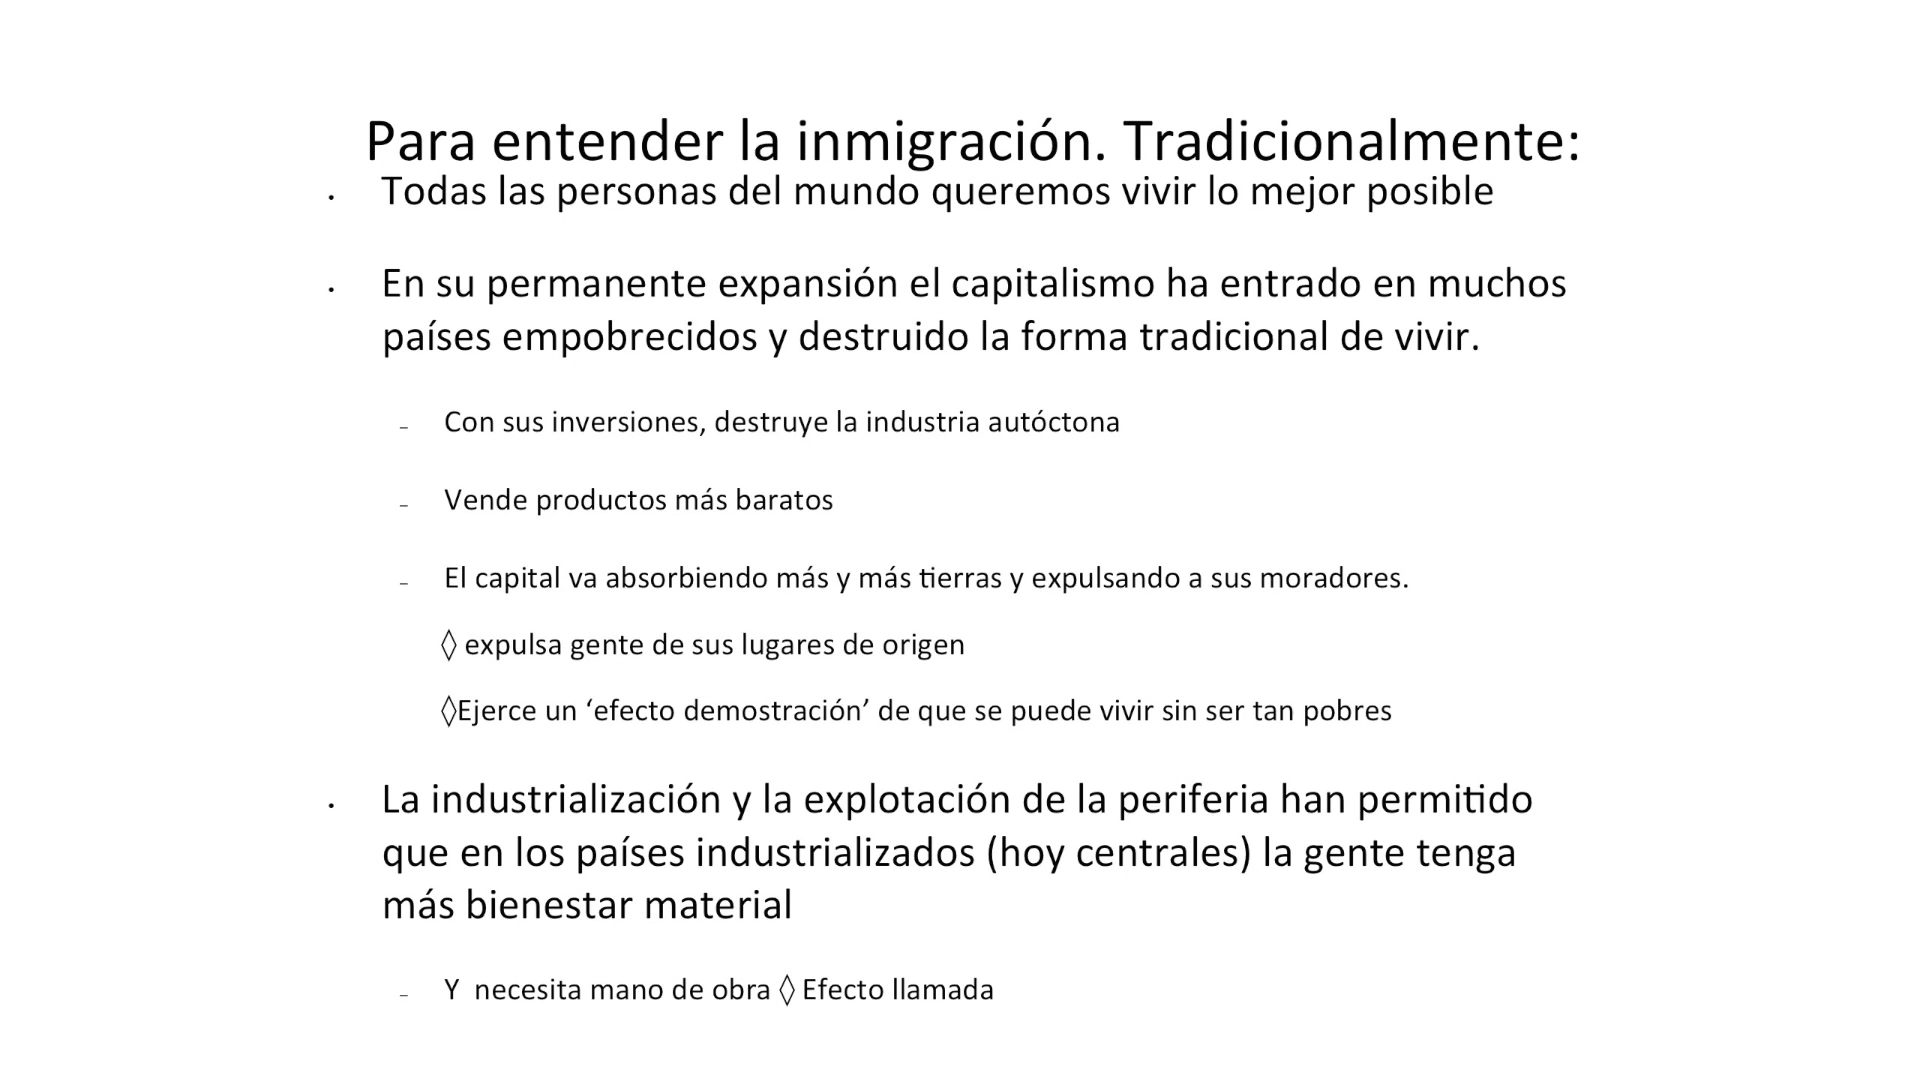 Para entender la inmigración. Tradicionalmente:
• Todas las personas del mundo queremos vivir lo mejor posible
• En su permanente expansión el capitalismo ha entrado en muchos
países empobrecidos y destruido la forma tradicional de vivir.
– Con sus inversiones, destruye la industria autóctona
– Vende productos más baratos
– El capital va absorbiendo más y más tierras y expulsando a sus moradores.
◊ expulsa gente de sus lugares de origen
◊Ejerce un ‘efecto demostración’ de que se puede vivir sin ser tan pobres
• La industrialización y la explotación de la periferia han permitido
que en los países industrializados (hoy centrales) la gente tenga
más bienestar material
– Y  necesita mano de obra ◊ Efecto llamada